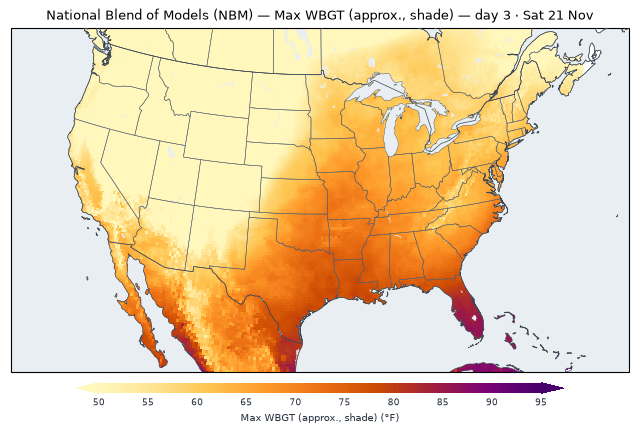 National Blend of Models (NBM) — Max WBGT (approx., shade) — day 3 · Sat 21 Nov
50 55 60 65 70 75 80 85 90 95
Max WBGT (approx., shade) (°F)